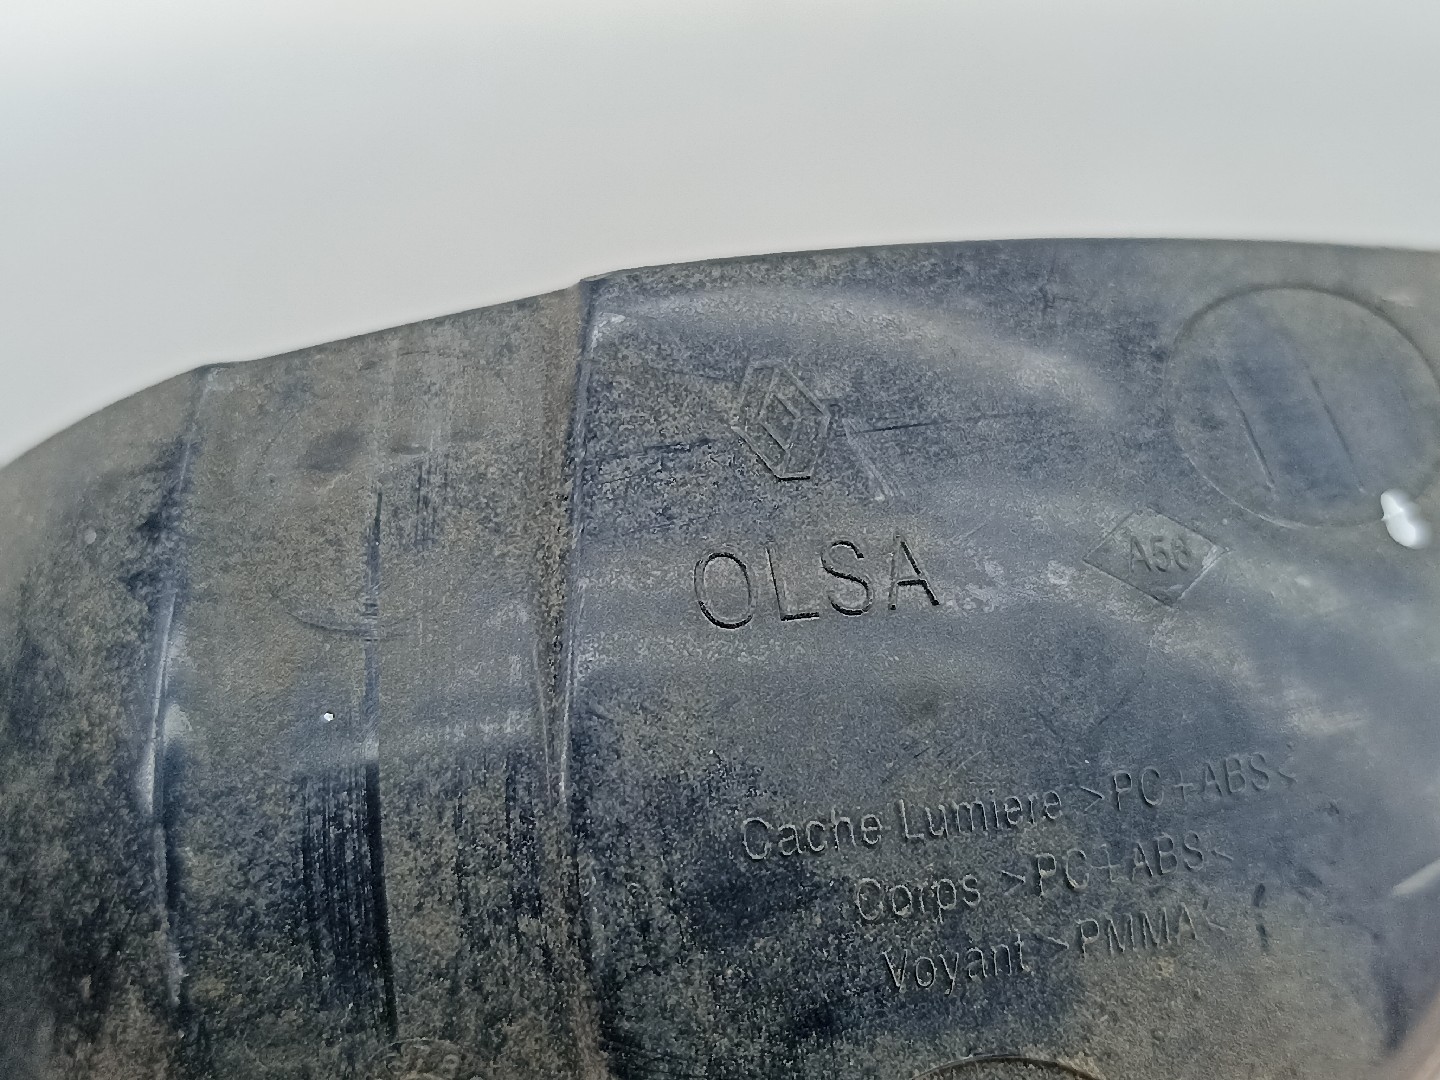 OLSA
A56
Cache Lumiere >PC+ABS<
Corps >PC+ABS<
Voyant >PMMA<